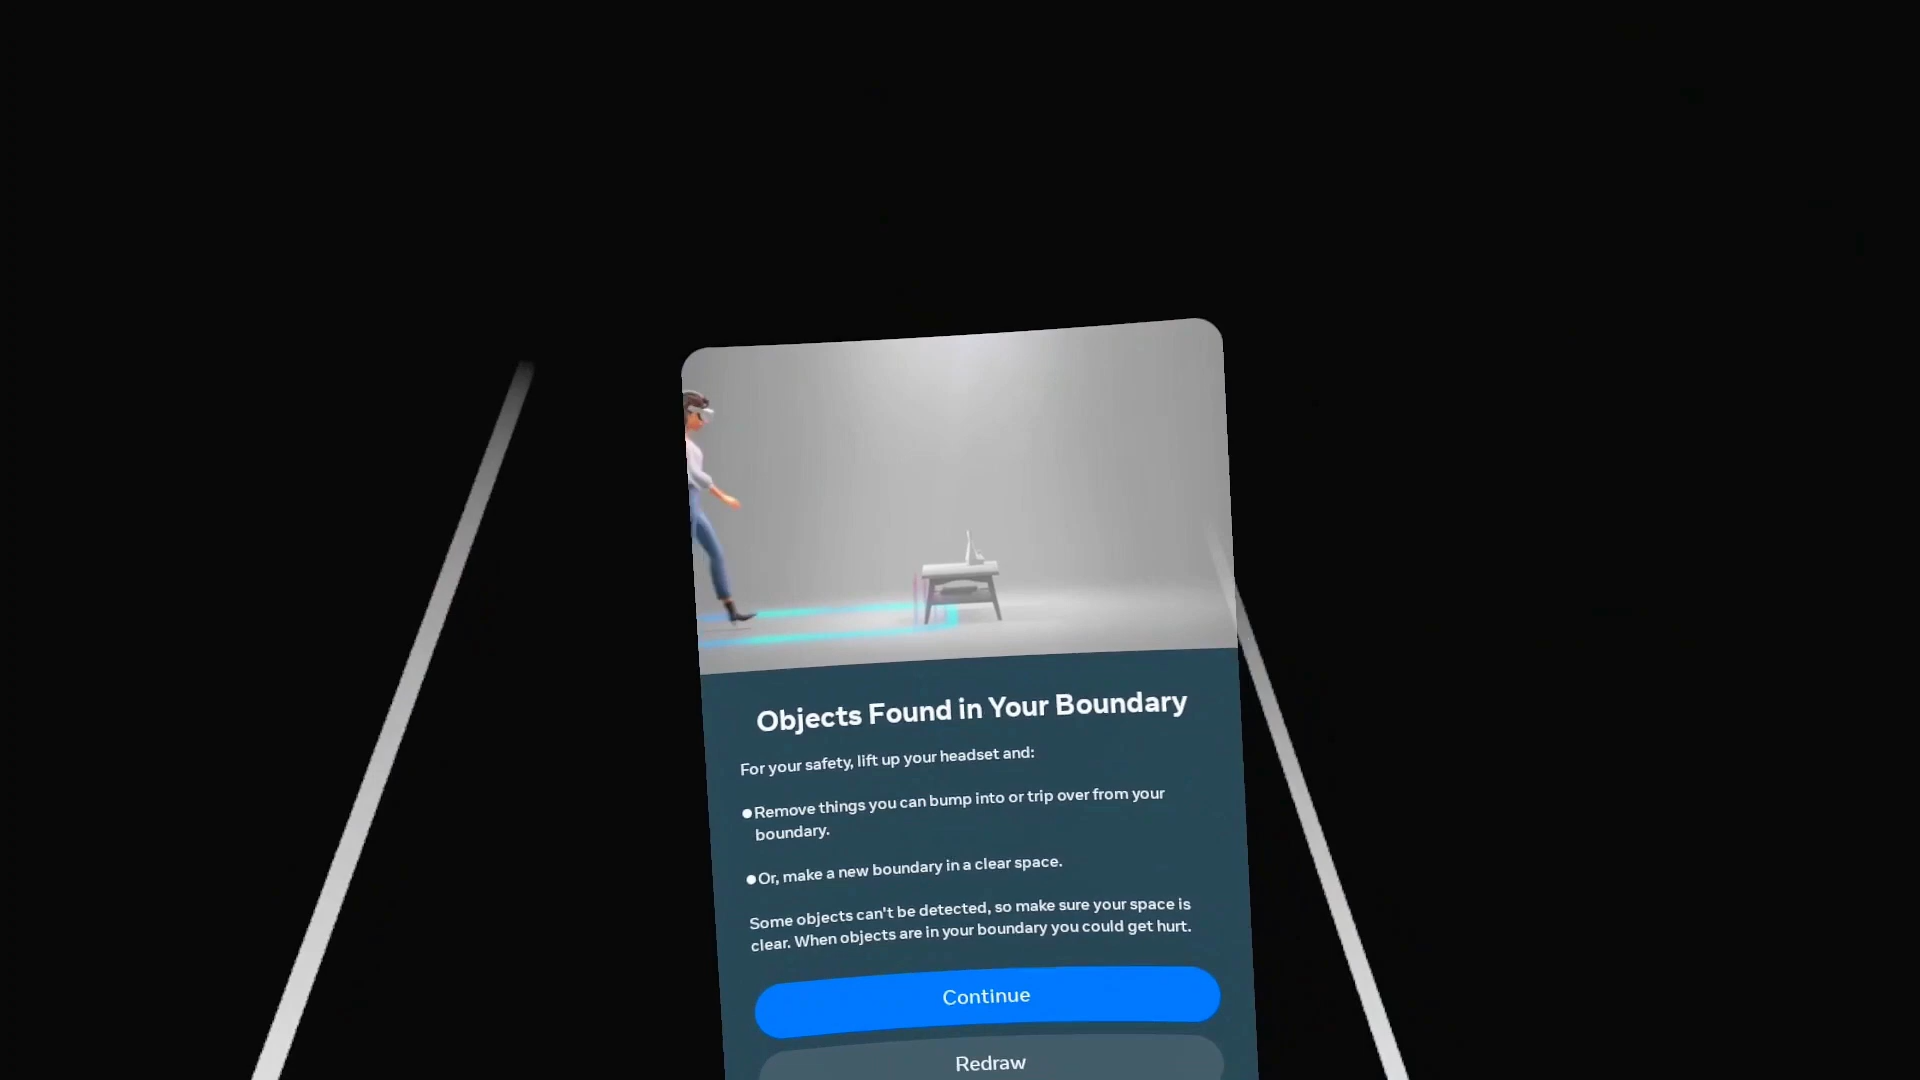 Objects Found in Your Boundary
For your safety, lift up your headset and:
●Remove things you can bump into or trip over from your
boundary.
●Or, make a new boundary in a clear space.
Some objects can't be detected, so make sure your space is
clear. When objects are in your boundary you could get hurt.
Continue
Redraw